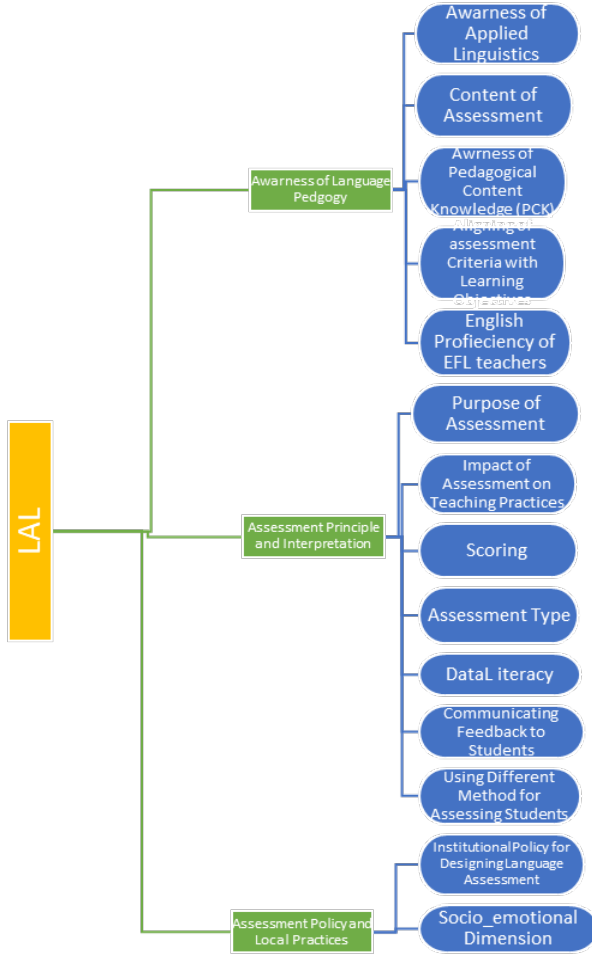 LAL
Awarness of Language
Pedgogy
Awarness of
Applied
Linguistics
Content of
Assessment
Awrness of
Pedagogical
Content
Knowledge (PCK)
Aligning of
assessment
Criteria with
Learning
Objectives
English
Profieciency of
EFL teachers
Assessment Principle
and Interpretation
Purpose of
Assessment
Impact of
Assessment on
Teaching Practices
Scoring
Assessment Type
DataL iteracy
Communicating
Feedback to
Students
Using Different
Method for
Assessing Students
Assessment Policy and
Local Practices
Institutional Policy for
Designing Language
Assessment
Socio_emotional
Dimension